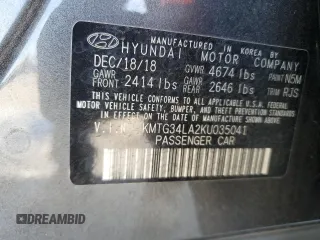 MANUFACTURED IN KOREA BY
HYUNDAI MOTOR COMPANY
DEC/18/18 GVWR 4674 lbs PAINT N5M
GAWR FRONT 2414 lbs GAWR REAR 2646 lbs TRIM RJS
THIS VEHICLE CONFORMS TO ALL APPLICABLE U.S.
FEDERAL MOTOR VEHICLE SAFETY,
BUMPER, AND THEFT PREVENTION STANDARDS
IN EFFECT ON THE DATE OF MANUFACTURE
SHOWN ABOVE.
V.I.N: KMTG34LA2KU035041
PASSENGER CAR
DREAMBID